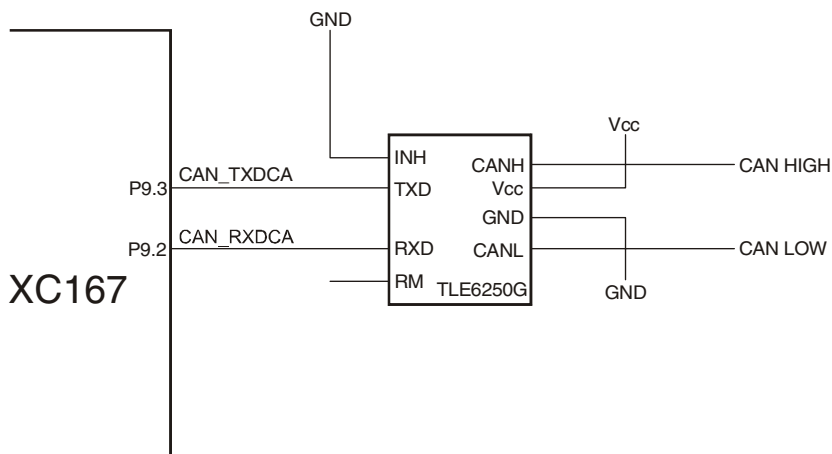 GND
Vcc
INH
CANH
CAN HIGH
CAN_TXDCA
P9.3
TXD
Vcc
GND
CAN_RXDCA
P9.2
RXD
CANL
CAN LOW
XC167
RM
TLE6250G
GND